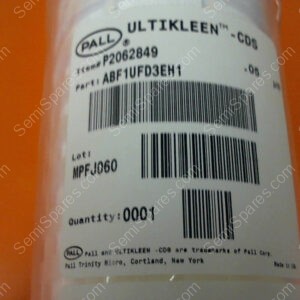 PALL
®
ULTIKLEEN™-CDS
Item#P2062849
Part: ABF1UFD3EH1
.05
Lot:
MPFJ060
Quantity: 0001
PALL Pall and ULTIKLEEN -CDS are trademarks of Pall Corp.
Pall Trinity Micro, Cortland, New York
SemiStarSpares.com